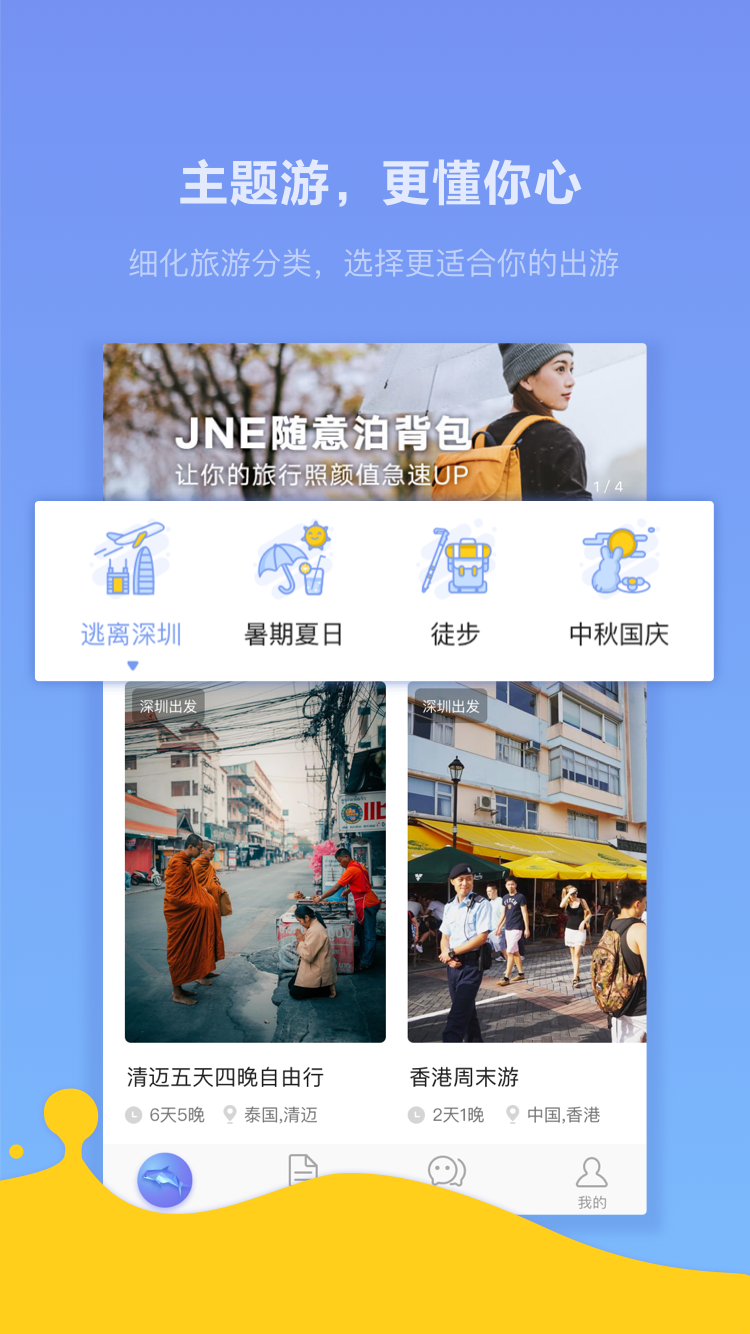 主题游，更懂你心
细化旅游分类，选择更适合你的出游
JNE随意泊背包
让你的旅行照颜值急速UP
1/4
逃离深圳
暑期夏日
徒步
中秋国庆
深圳出发
深圳出发
清迈五天四晚自由行
香港周末游
6天5晚
泰国,清迈
2天1晚
中国,香港
我的